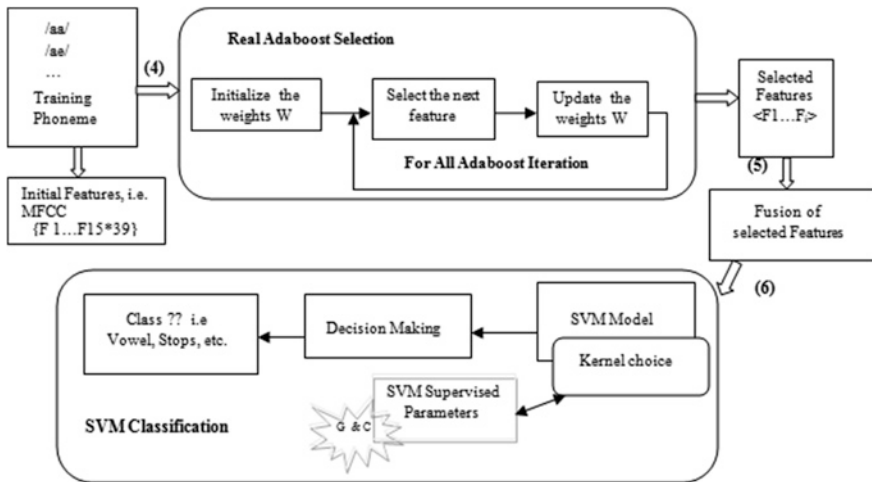 /aa/
/ae/
...
Training
Phoneme
(4)
Initial Features, i.e.
MFCC
{F 1...F15*39}
Real Adaboost Selection
Initialize the
weights W
Select the next
feature
Update the
weights W
For All Adaboost Iteration
Selected
Features
<F1...Fi>
(5)
Fusion of
selected Features
(6)
SVM Model
Kernel choice
Decision Making
Class ?? i.e
Vowel, Stops, etc.
SVM Supervised
Parameters
G & C
SVM Classification